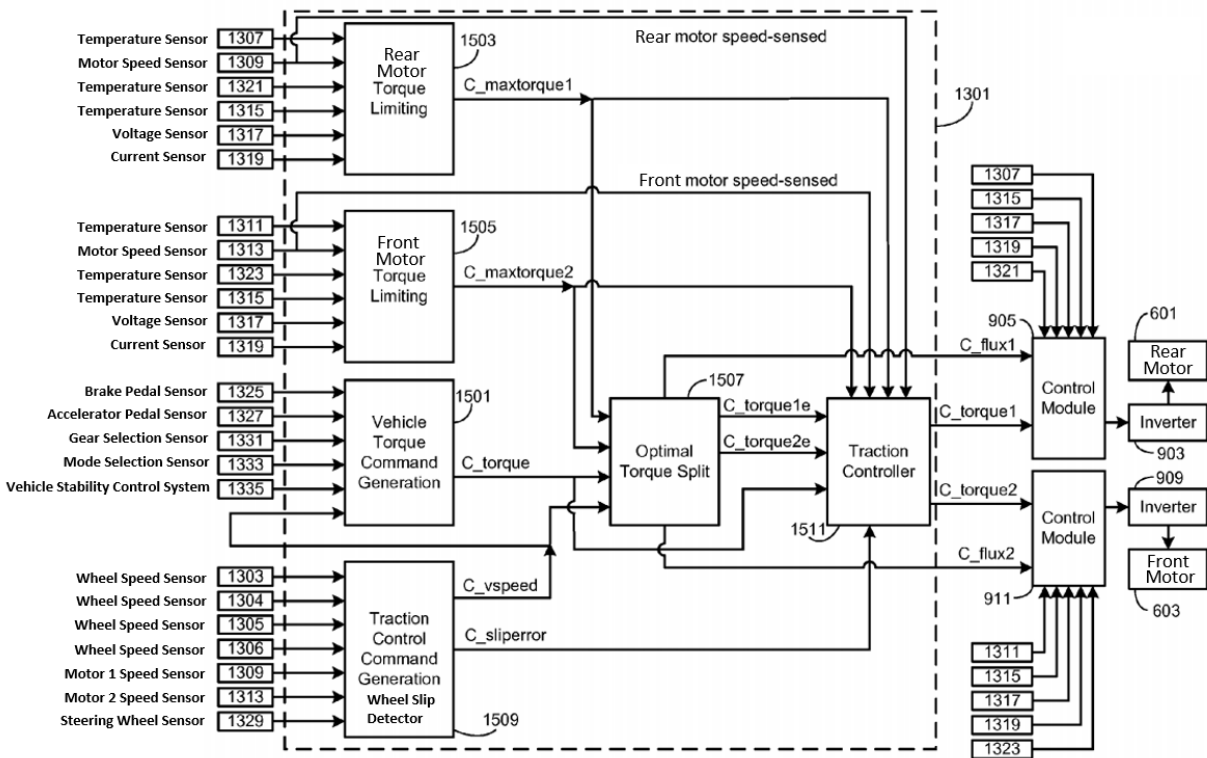 Temperature Sensor 1307
Motor Speed Sensor 1309
Temperature Sensor 1321
Temperature Sensor 1315
Voltage Sensor 1317
Current Sensor 1319
Rear
Motor
Torque
Limiting
1503
C_maxtorque1
Rear motor speed-sensed
1301
Temperature Sensor 1311
Motor Speed Sensor 1313
Temperature Sensor 1323
Temperature Sensor 1315
Voltage Sensor 1317
Current Sensor 1319
Front
Motor
Torque
Limiting
1505
C_maxtorque2
Front motor speed-sensed
Brake Pedal Sensor 1325
Accelerator Pedal Sensor 1327
Gear Selection Sensor 1331
Mode Selection Sensor 1333
Vehicle Stability Control System 1335
Vehicle
Torque
Command
Generation
1501
C_torque
Wheel Speed Sensor 1303
Wheel Speed Sensor 1304
Wheel Speed Sensor 1305
Wheel Speed Sensor 1306
Motor 1 Speed Sensor 1309
Motor 2 Speed Sensor 1313
Steering Wheel Sensor 1329
Traction
Control
Command
Generation
Wheel Slip
Detector
1509
C_vspeed
C_sliperror
Optimal
Torque Split
1507
C_torque1e
C_torque2e
Traction
Controller
1511
C_flux1
C_torque1
C_torque2
C_flux2
1307
1315
1317
1319
1321
905
Control
Module
601
Rear
Motor
Inverter
903
Control
Module
911
909
Inverter
Front
Motor
603
1311
1315
1317
1319
1323